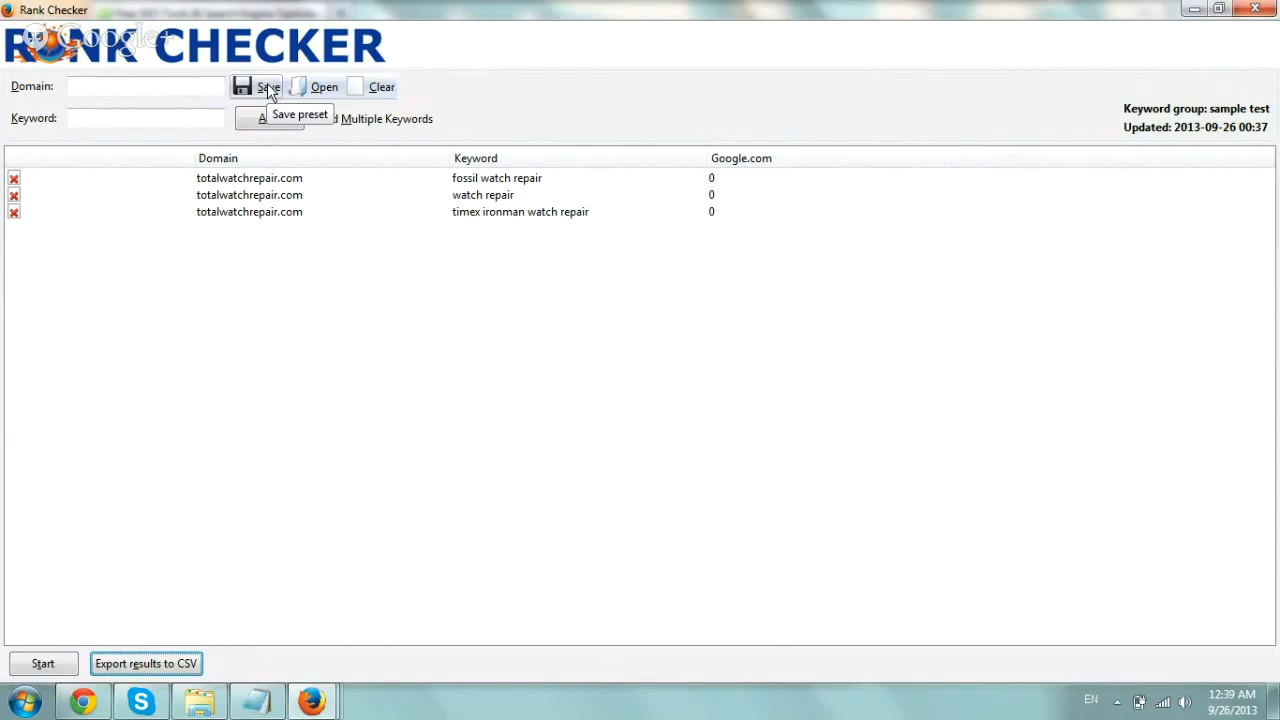 Rank Checker
RANK CHECKER
Google+
Domain:
Save
Open
Clear
Save preset
Keyword:
Multiple Keywords
Keyword group: sample test
Updated: 2013-09-26 00:37
Domain Keyword Google.com
totalwatchrepair.com fossil watch repair 0
totalwatchrepair.com watch repair 0
totalwatchrepair.com timex ironman watch repair 0
Start
Export results to CSV
EN
12:39 AM
9/26/2013